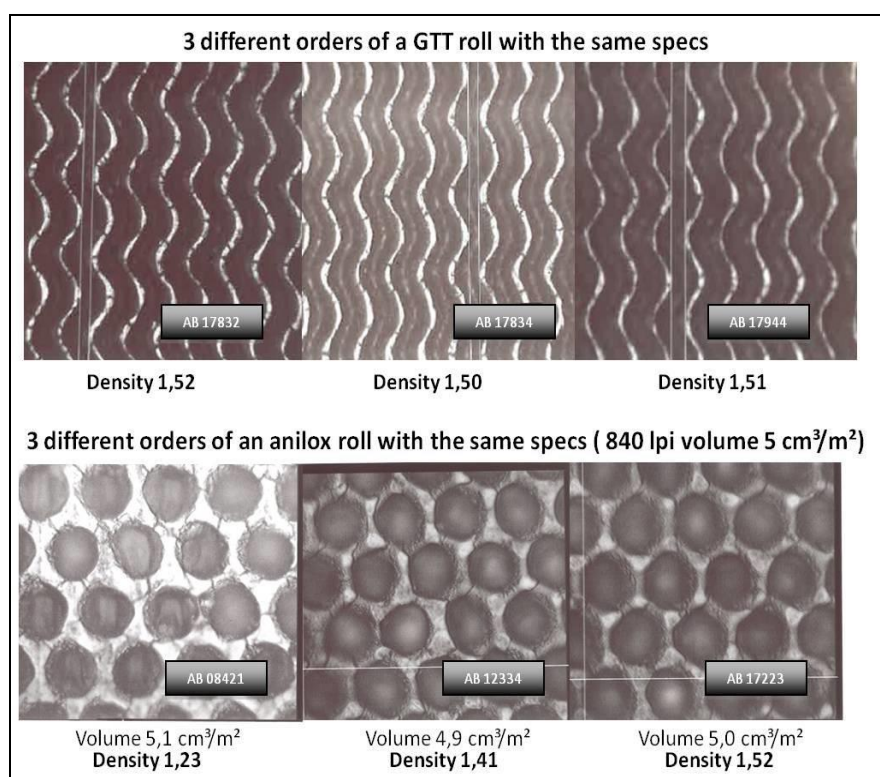 3 different orders of a GTT roll with the same specs
AB 17832
AB 17834
AB 17944
Density 1,52
Density 1,50
Density 1,51
3 different orders of an anilox roll with the same specs ( 840 lpi volume 5 cm³/m²)
AB 08421
AB 12334
AB 17223
Volume 5,1 cm³/m²
Density 1,23
Volume 4,9 cm³/m²
Density 1,41
Volume 5,0 cm³/m²
Density 1,52